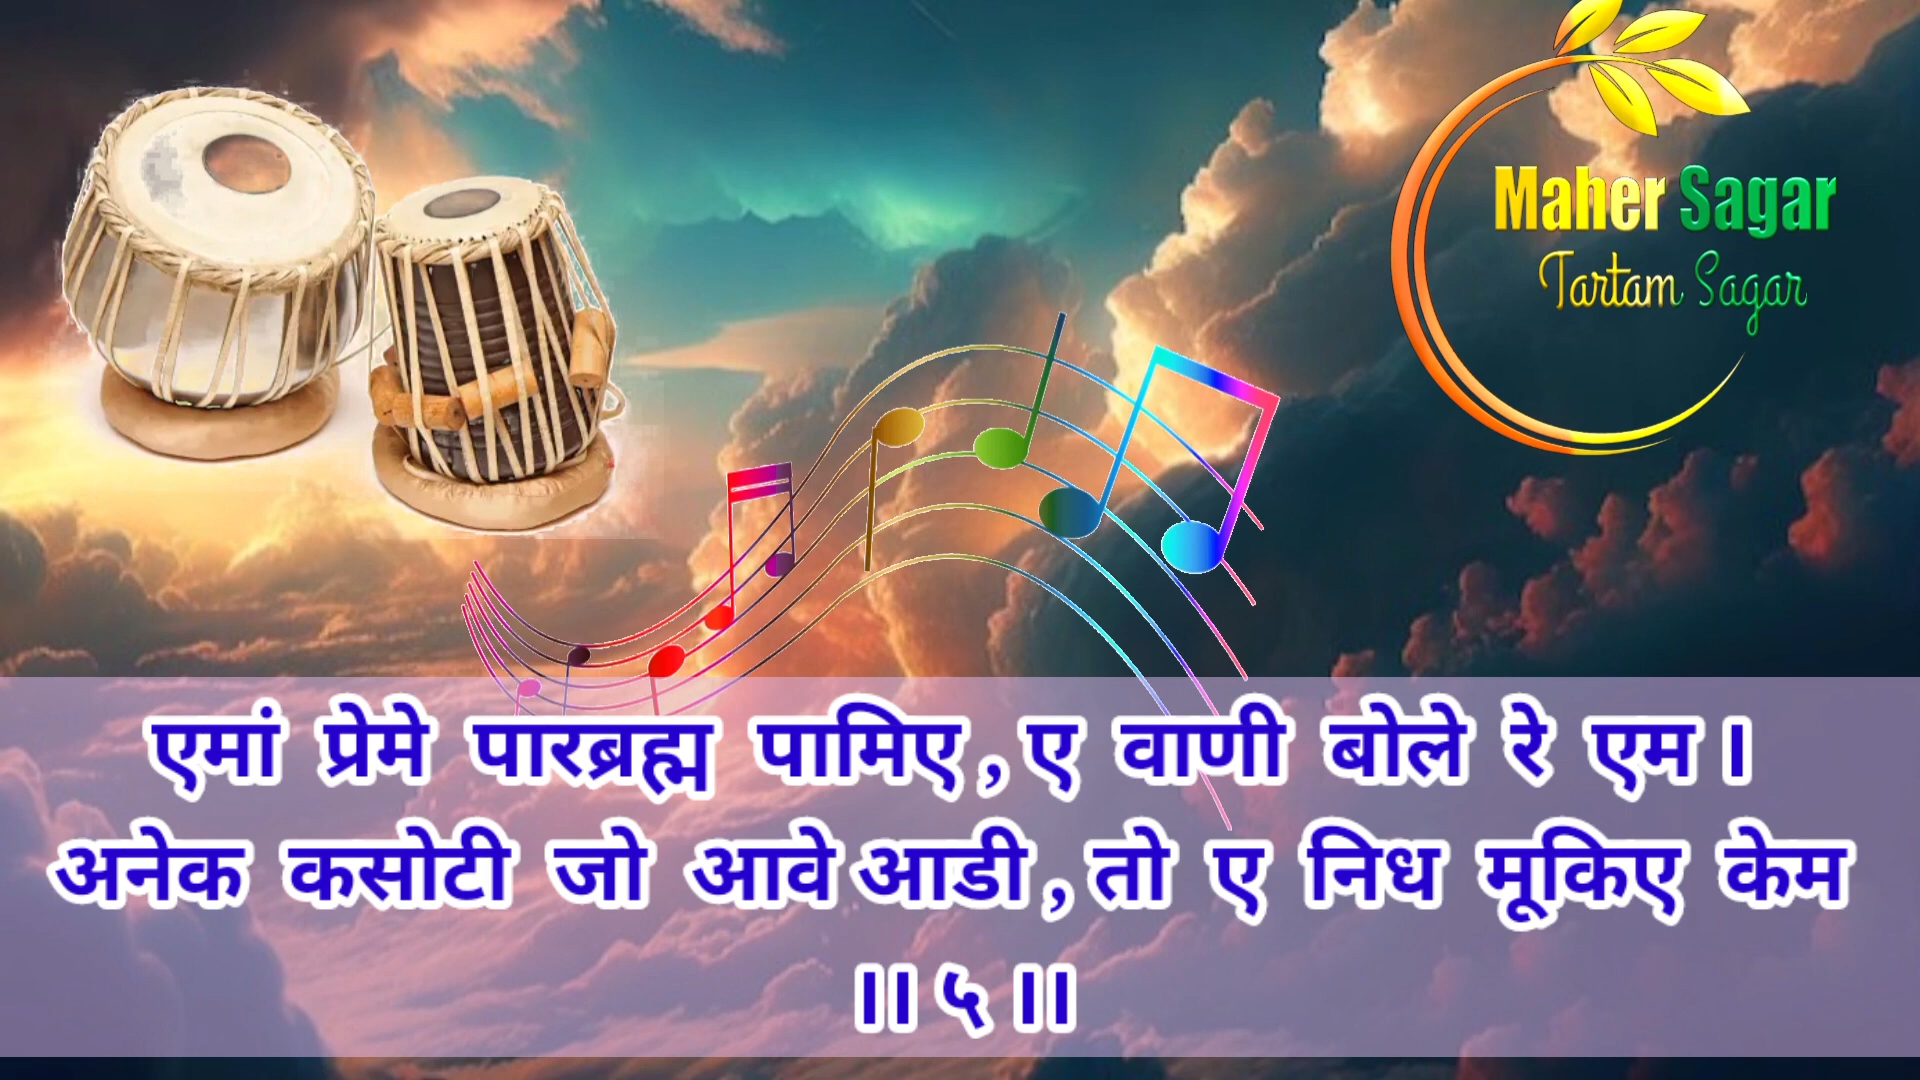 Maher Sagar
Tartam Sagar
एमां प्रेमे पारब्रह्म पामिए, ए वाणी बोले रे एम।
अनेक कसोटी जो आवे आडी, तो ए निध मूकिए केम
।। ५ ।।